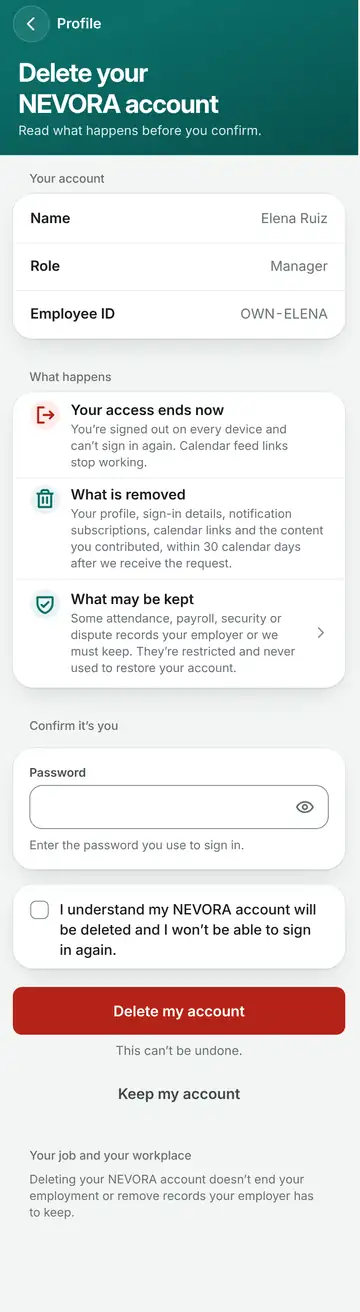 Profile
Delete your
NEVORA account
Read what happens before you confirm.
Your account
Name
Elena Ruiz
Role
Manager
Employee ID
OWN-ELENA
What happens
Your access ends now
You’re signed out on every device and
can’t sign in again. Calendar feed links
stop working.
What is removed
Your profile, sign-in details, notification
subscriptions, calendar links and the content
you contributed, within 30 calendar days
after we receive the request.
What may be kept
Some attendance, payroll, security or
dispute records your employer or we
must keep. They’re restricted and never
used to restore your account.
Confirm it’s you
Password
Enter the password you use to sign in.
I understand my NEVORA account will
be deleted and I won’t be able to sign
in again.
Delete my account
This can’t be undone.
Keep my account
Your job and your workplace
Deleting your NEVORA account doesn’t end your
employment or remove records your employer has
to keep.